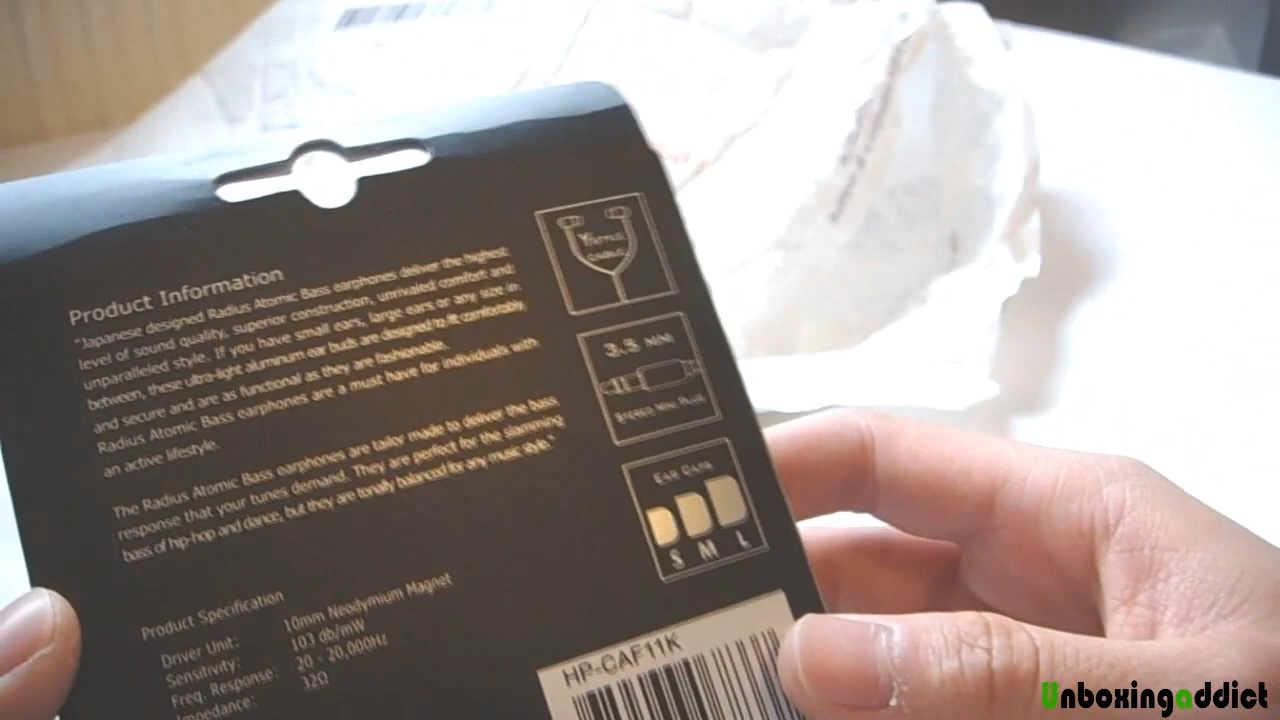 Product Information
"Japanese designed Radius Atomic Bass earphones deliver the highest
level of sound quality, superior construction, unrivaled comfort and
unparalleled style. If you have small ears, large ears or any size in
between, these ultra-light aluminum ear buds are designed to fit comfortably
and secure and are as functional as they are fashionable.
Radius Atomic Bass earphones are a must have for individuals with
an active lifestyle.
The Radius Atomic Bass earphones are tailor made to deliver the bass
response that your tunes demand. They are perfect for the slamming
bass of hip-hop and dance, but they are tonally balanced for any music style."
Product Specification
Driver Unit: 10mm Neodymium Magnet
Sensitivity: 103 db/mW
Freq. Response: 20 - 20,000Hz
Impedance: 32Ω
3.5 MM
Stereo Mini Plug
Ear Caps
S M L
HP-CAF11K
Unboxingaddict